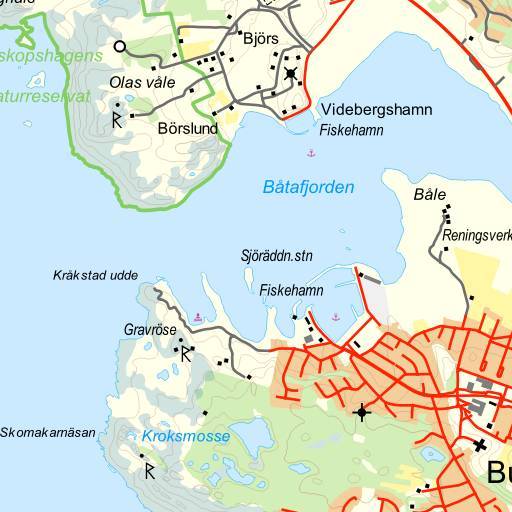 Björs
skopshagens
Olas våle
aturreservat
Videbergshamn
Börslund
Fiskehamn
Båtafjorden
Båle
Reningsverk
Sjöräddn.stn
Kråkstad udde
Fiskehamn
Gravröse
Skomakarnäsan
Kroksmosse
Bu